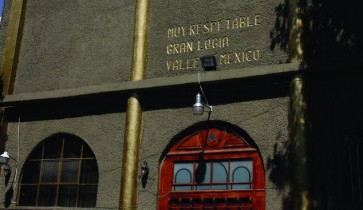 MUY RESPETABLE
GRAN LOGIA
VALLE MEXICO